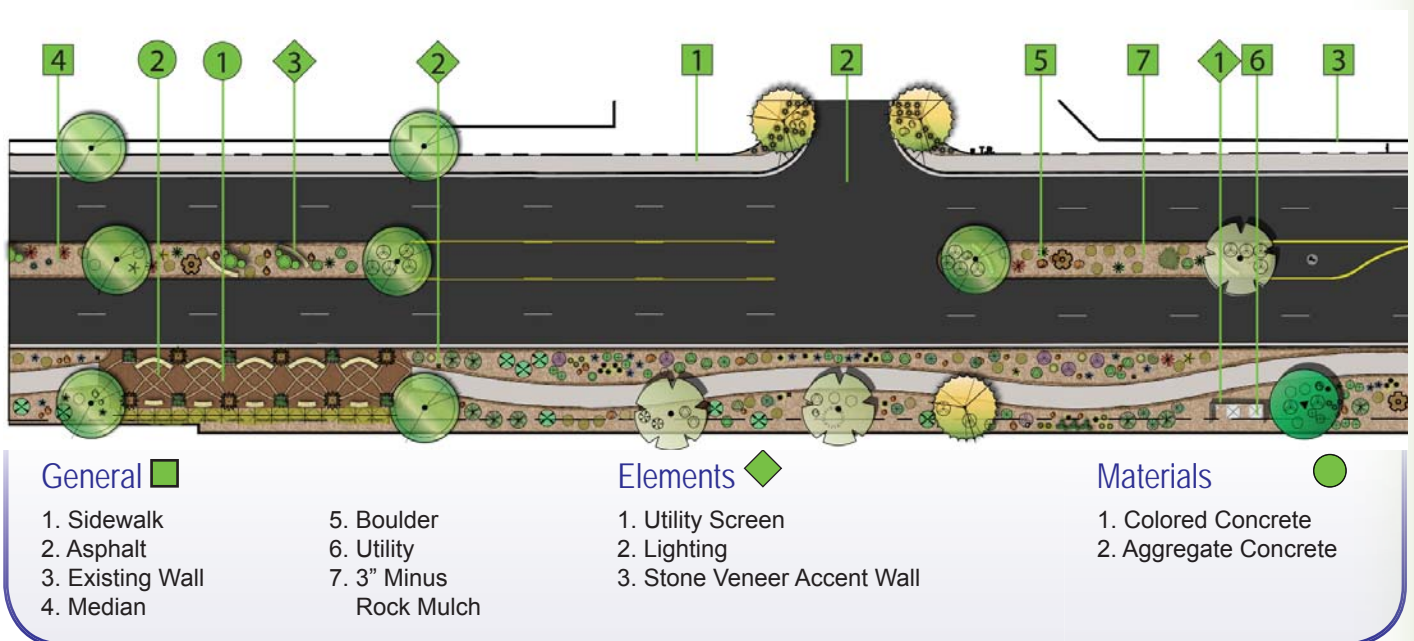 4 2 1 3 2 1 2 5 7 1 6 3
General Elements Materials
1. Sidewalk
2. Asphalt
3. Existing Wall
4. Median
5. Boulder
6. Utility
7. 3” Minus
Rock Mulch
1. Utility Screen
2. Lighting
3. Stone Veneer Accent Wall
1. Colored Concrete
2. Aggregate Concrete